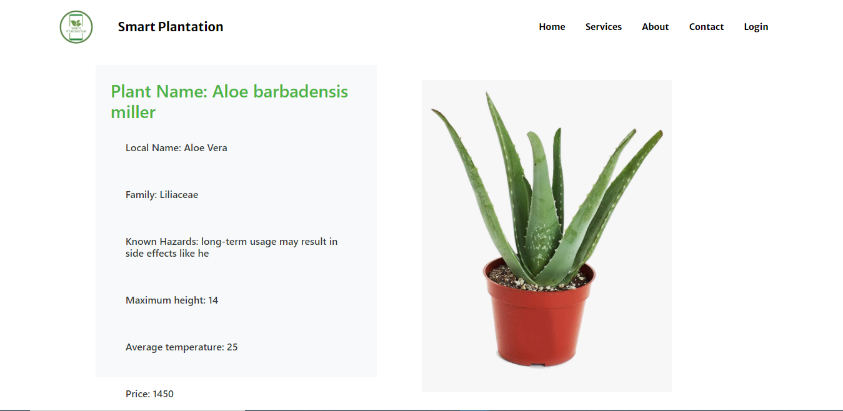 Smart Plantation
Home Services About Contact Login
Plant Name: Aloe barbadensis
miller
Local Name: Aloe Vera
Family: Liliaceae
Known Hazards: long-term usage may result in
side effects like he
Maximum height: 14
Average temperature: 25
Price: 1450